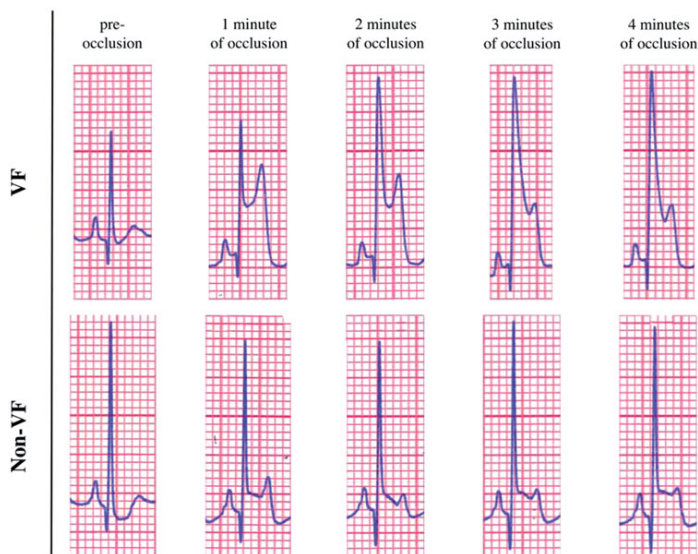 pre-
occlusion
1 minute
of occlusion
2 minutes
of occlusion
3 minutes
of occlusion
4 minutes
of occlusion
VF
Non-VF